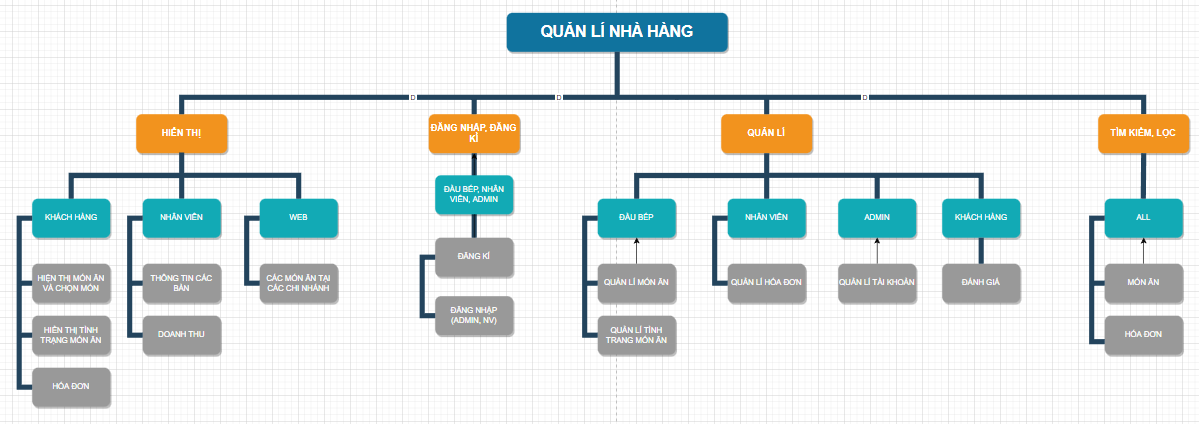 QUẢN LÍ NHÀ HÀNG
HIỂN THỊ
ĐĂNG NHẬP, ĐĂNG
KÍ
QUẢN LÍ
TÌM KIẾM, LỌC
KHÁCH HÀNG
NHÂN VIÊN
WEB
ĐẦU BẾP, NHÂN
VIÊN, ADMIN
ĐẦU BẾP
NHÂN VIÊN
ADMIN
KHÁCH HÀNG
ALL
HIỂN THỊ MÓN ĂN
VÀ CHỌN MÓN
THÔNG TIN CÁC
BÀN
CÁC MÓN ĂN TẠI
CÁC CHI NHÁNH
ĐĂNG KÍ
QUẢN LÍ MÓN ĂN
QUẢN LÍ HÓA ĐƠN
QUẢN LÍ TÀI KHOẢN
ĐÁNH GIÁ
MÓN ĂN
HIỂN THỊ TÌNH
TRẠNG MÓN ĂN
DOANH THU
ĐĂNG NHẬP
(ADMIN, NV)
QUẢN LÍ TÌNH
TRẠNG MÓN ĂN
HÓA ĐƠN
HÓA ĐƠN